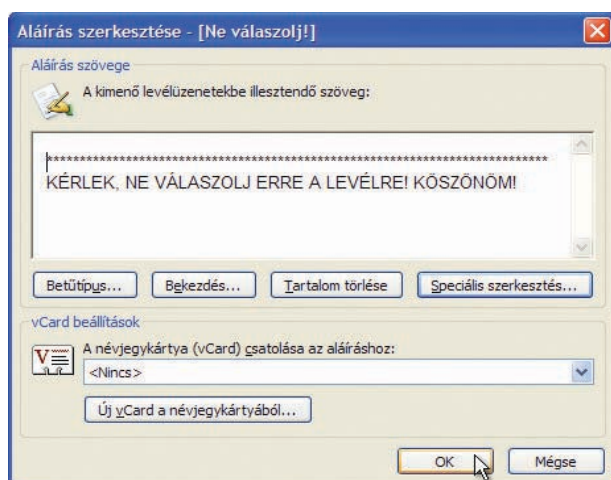 Aláírás szerkesztése - [Ne válaszolj!]
Aláírás szövege
A kimenő levélüzenetekbe illesztendő szöveg:
******************************************************************************
KÉRLEK, NE VÁLASZOLJ ERRE A LEVÉLRE! KÖSZÖNÖM!
Betűtípus... Bekezdés... Tartalom törlése Speciális szerkesztés...
vCard beállítások
A névjegykártya (vCard) csatolása az aláíráshoz:
<Nincs>
Új vCard a névjegykártyából...
OK Mégse